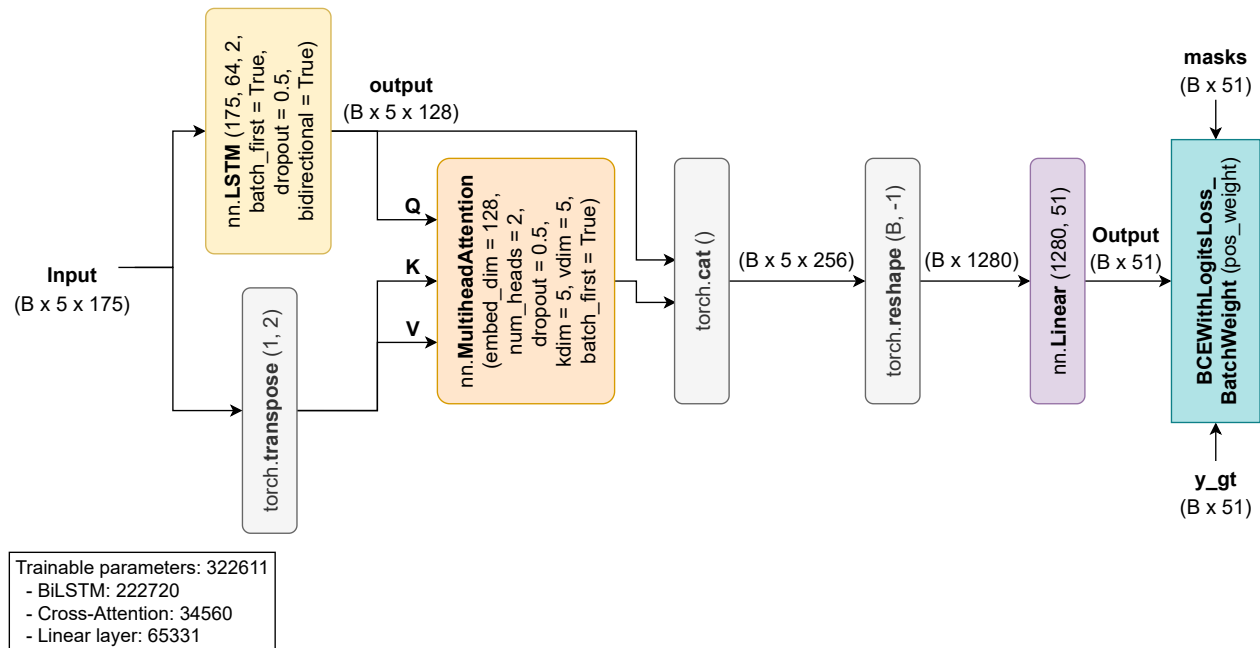 Input
(B x 5 x 175)
nn.LSTM (175, 64, 2,
batch_first = True,
dropout = 0.5,
bidirectional = True)
torch.transpose (1, 2)
output
(B x 5 x 128)
Q
K
V
nn.MultiheadAttention
(embed_dim = 128,
num_heads = 2,
dropout = 0.5,
kdim = 5, vdim = 5,
batch_first = True)
torch.cat ()
(B x 5 x 256)
torch.reshape (B, -1)
(B x 1280)
nn.Linear (1280, 51)
Output
(B x 51)
masks
(B x 51)
BCEWithLogitsLoss_
BatchWeight (pos_weight)
y_gt
(B x 51)
Trainable parameters: 322611
- BiLSTM: 222720
- Cross-Attention: 34560
- Linear layer: 65331